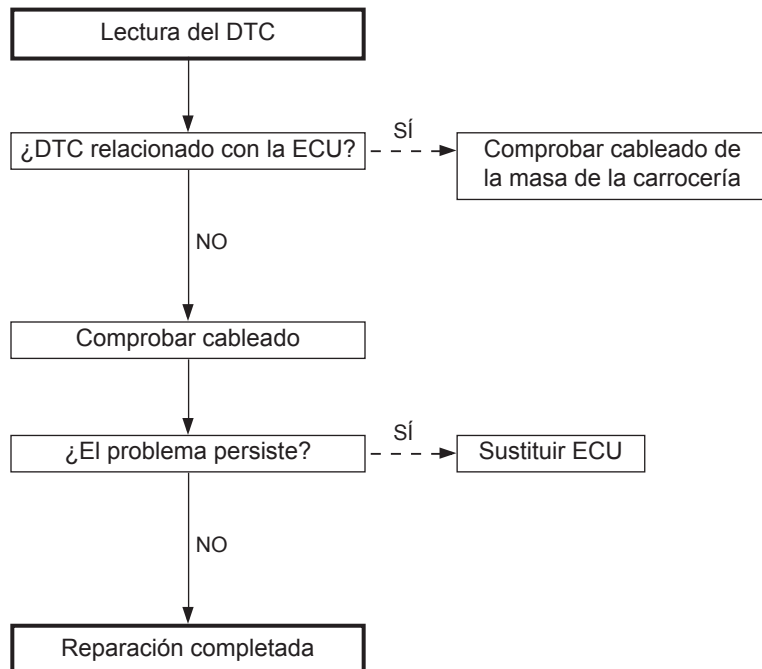 Lectura del DTC
¿DTC relacionado con la ECU?
SÍ
Comprobar cableado de
la masa de la carrocería
NO
Comprobar cableado
¿El problema persiste?
SÍ
Sustituir ECU
NO
Reparación completada